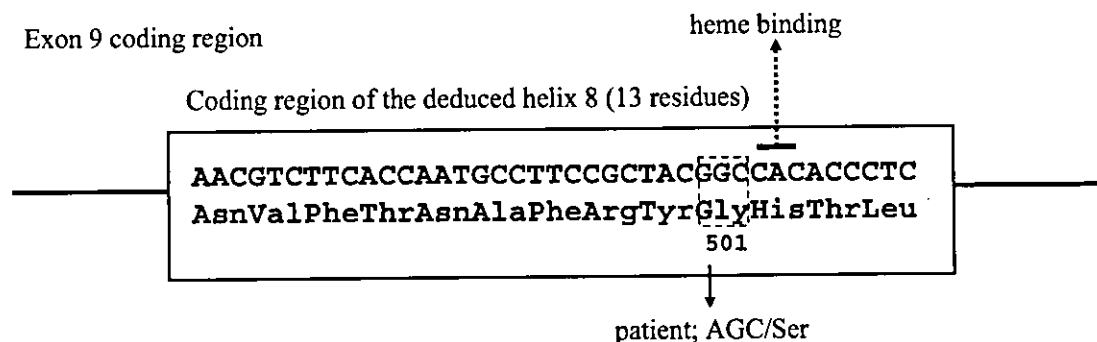 heme binding
Exon 9 coding region
Coding region of the deduced helix 8 (13 residues)
AACGTCTTCACCAATGCCTTCCGCTACGGCCACACCCTC
AsnValPheThrAsnAlaPheArgTyrGlyHisThrLeu
501
patient; AGC/Ser